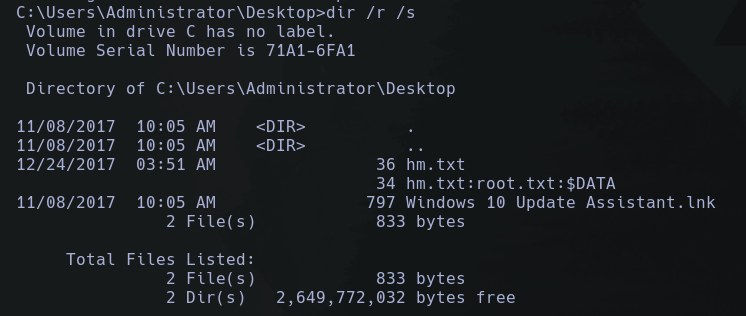 C:\Users\Administrator\Desktop>dir /r /s
 Volume in drive C has no label.
 Volume Serial Number is 71A1-6FA1

 Directory of C:\Users\Administrator\Desktop

11/08/2017  10:05 AM    <DIR>          .
11/08/2017  10:05 AM    <DIR>          ..
12/24/2017  03:51 AM                36 hm.txt
                                    34 hm.txt:root.txt:$DATA
11/08/2017  10:05 AM               797 Windows 10 Update Assistant.lnk
               2 File(s)            833 bytes

     Total Files Listed:
               2 File(s)            833 bytes
               2 Dir(s)   2,649,772,032 bytes free